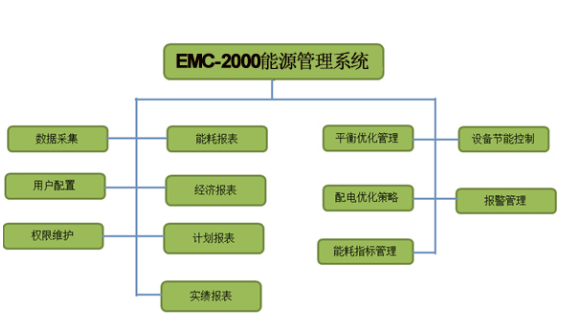 EMC-2000能源管理系统
数据采集
能耗报表
平衡优化管理
设备节能控制
用户配置
经济报表
配电优化策略
报警管理
权限维护
计划报表
能耗指标管理
实绩报表